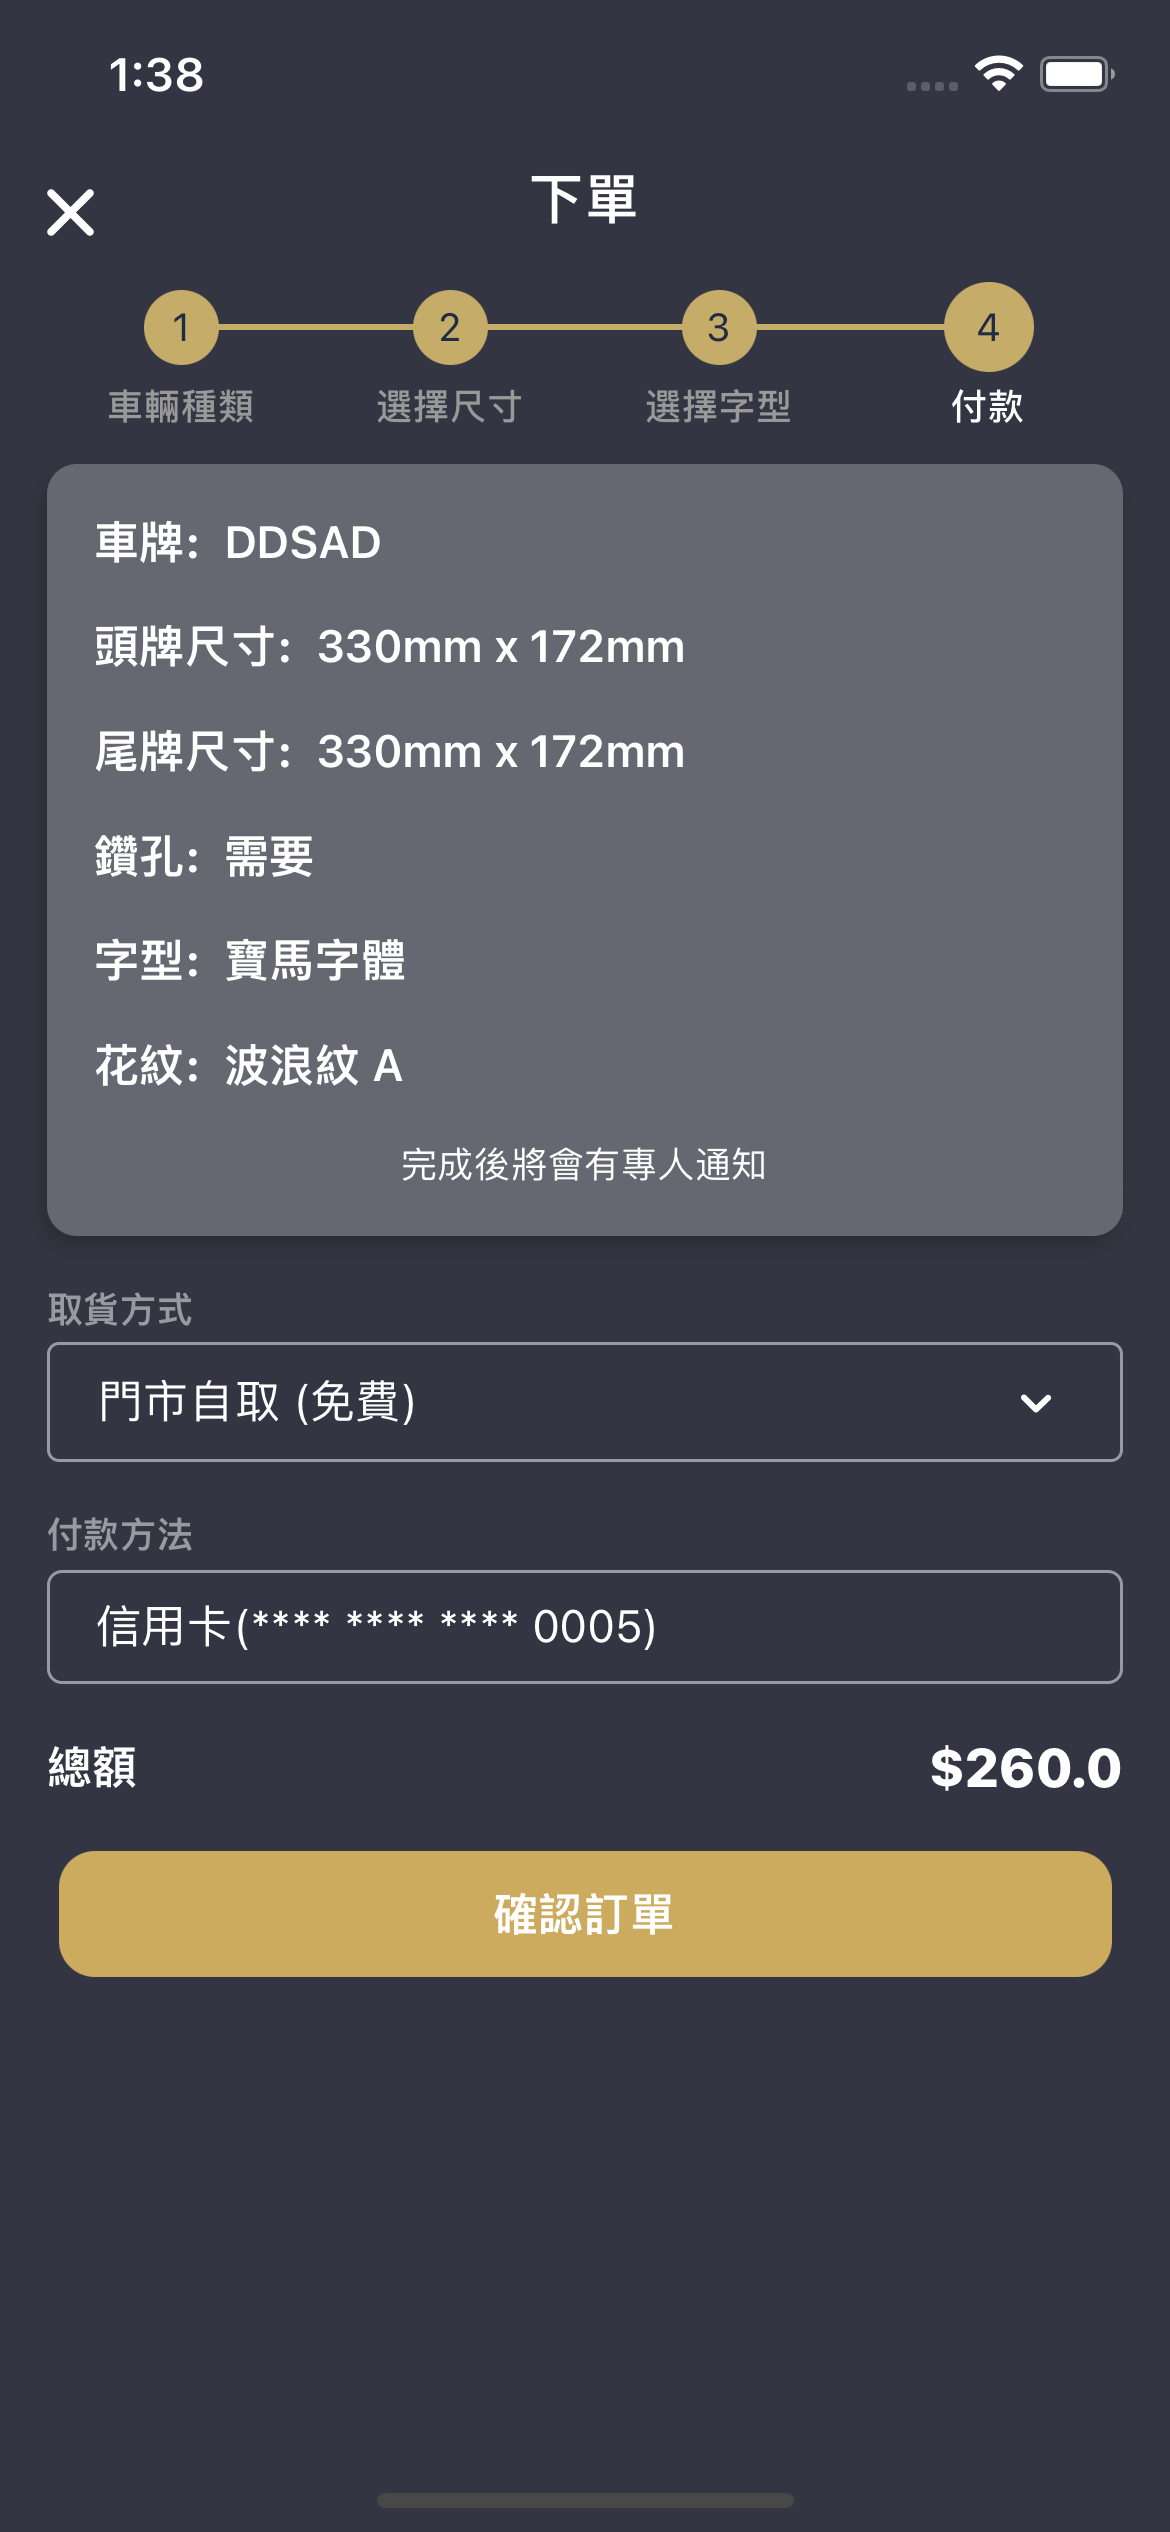 1:38
下單
1
2
3
4
車輛種類
選擇尺寸
選擇字型
付款
車牌: DDSAD
頭牌尺寸: 330mm x 172mm
尾牌尺寸: 330mm x 172mm
鑽孔: 需要
字型: 寶馬字體
花紋: 波浪紋 A
完成後將會有專人通知
取貨方式
門市自取 (免費)
付款方法
信用卡(**** **** **** 0005)
總額
$260.0
確認訂單